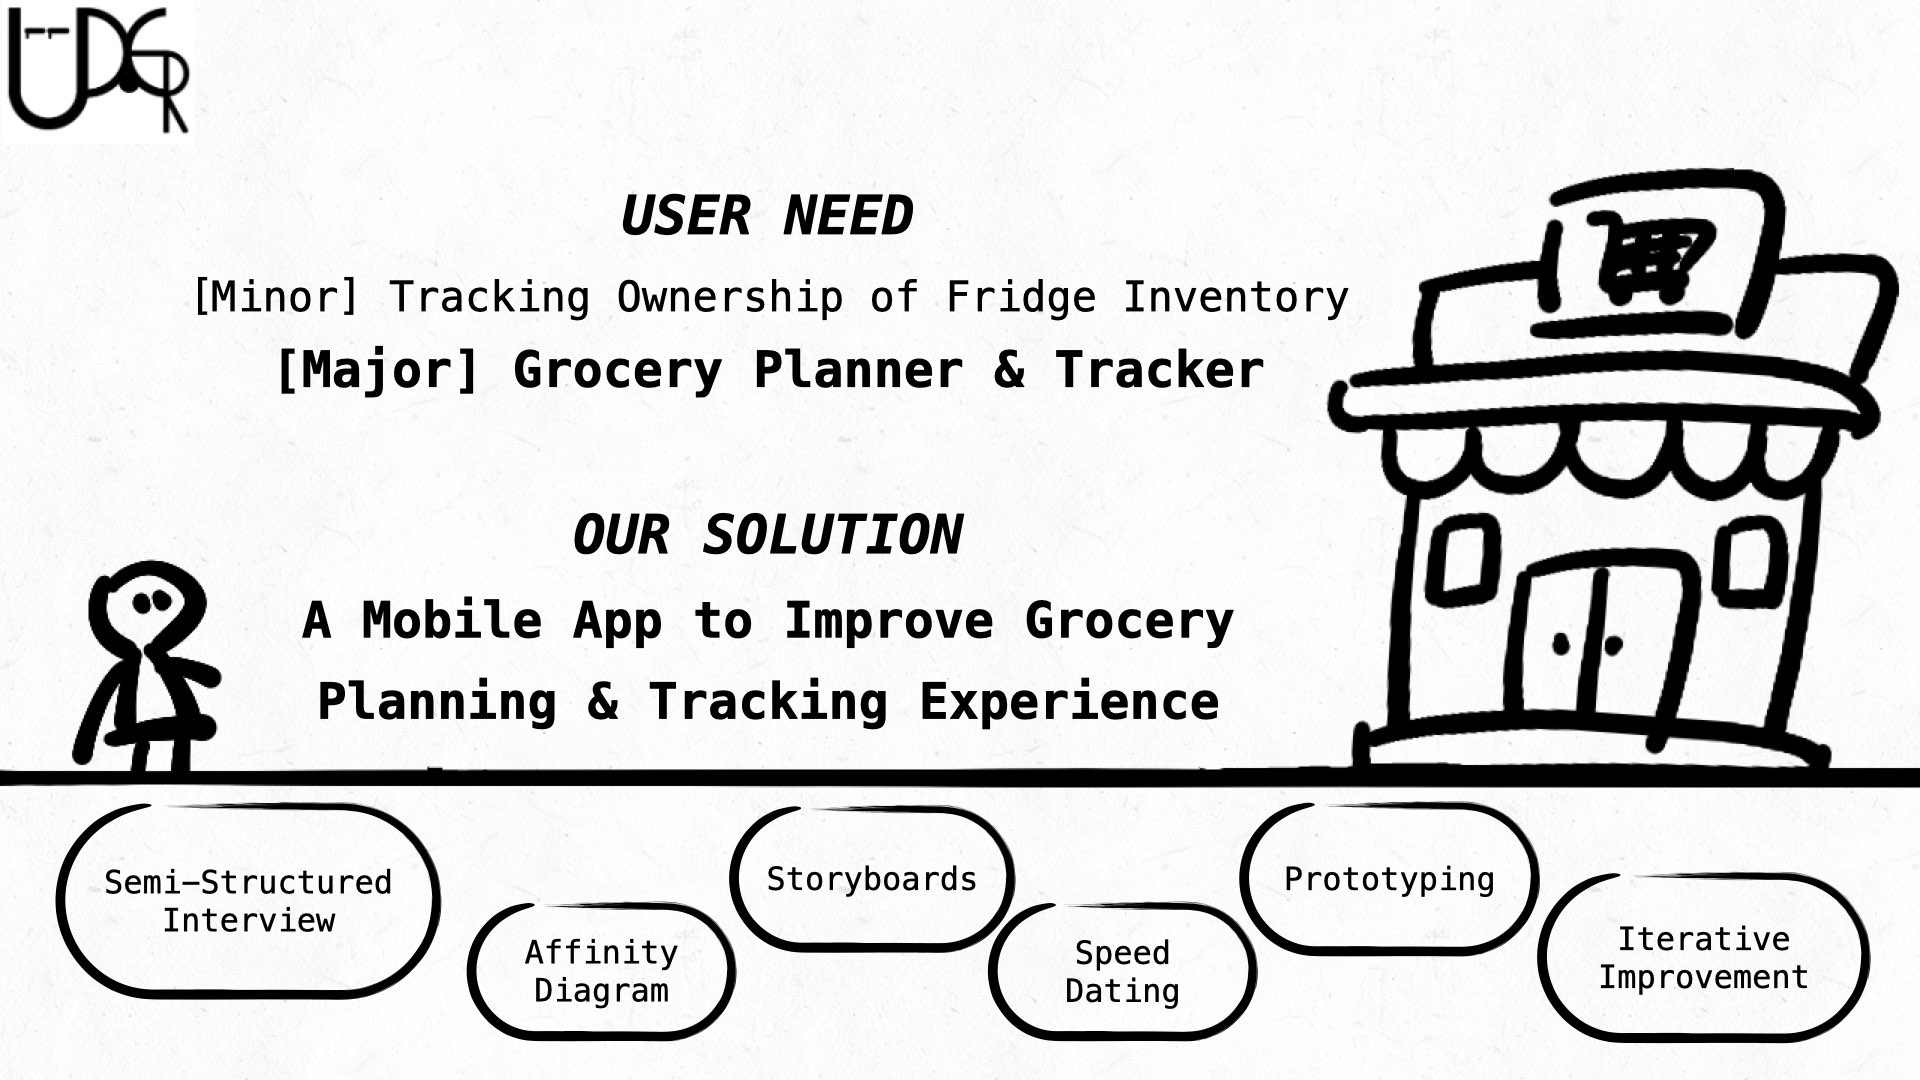 USER NEED
[Minor] Tracking Ownership of Fridge Inventory
[Major] Grocery Planner & Tracker
OUR SOLUTION
A Mobile App to Improve Grocery
Planning & Tracking Experience
Semi-Structured
Interview
Affinity
Diagram
Storyboards
Speed
Dating
Prototyping
Iterative
Improvement